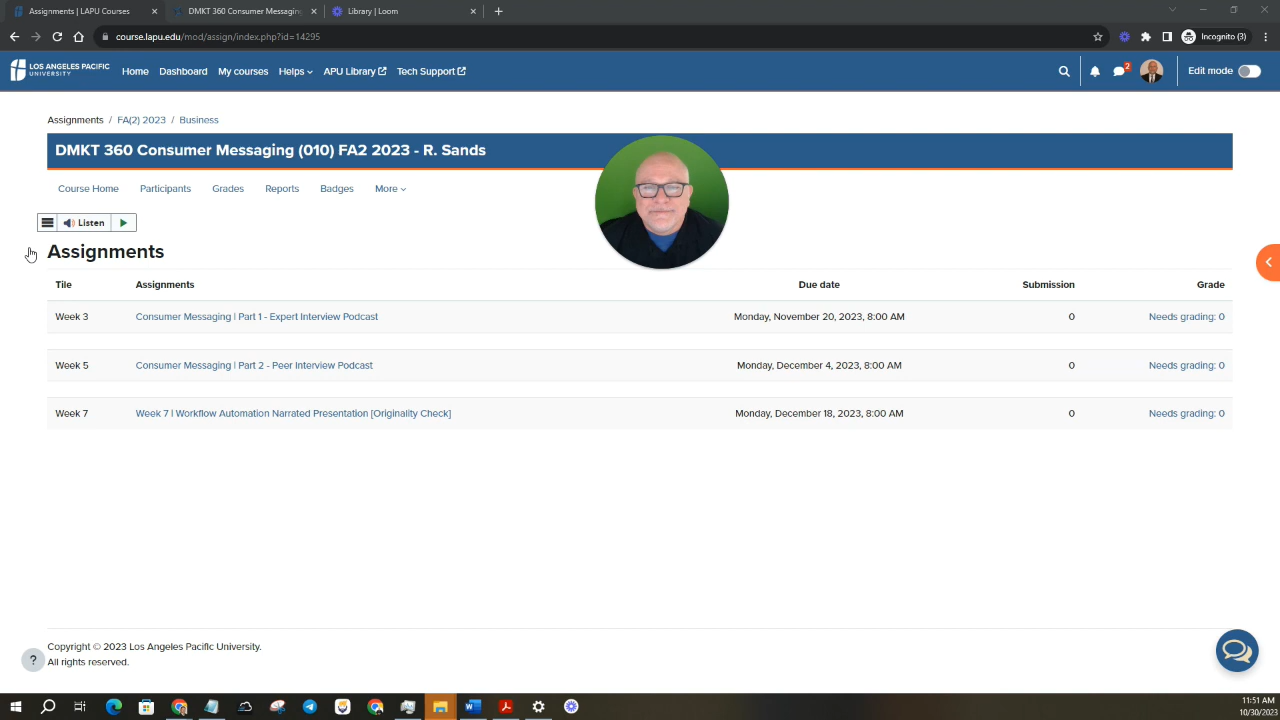 Assignments | LAPU Courses
DMKT 360 Consumer Messaging
Library | Loom
course.lapu.edu/mod/assign/index.php?id=14295
Incognito (3)
LOS ANGELES PACIFIC
UNIVERSITY
Home
Dashboard
My courses
Helps
APU Library
Tech Support
2
Edit mode
Assignments / FA(2) 2023 / Business
DMKT 360 Consumer Messaging (010) FA2 2023 - R. Sands
Course Home
Participants
Grades
Reports
Badges
More
Listen
Assignments
Tile Assignments Due date Submission Grade
Week 3 Consumer Messaging | Part 1 - Expert Interview Podcast Monday, November 20, 2023, 8:00 AM 0 Needs grading: 0
Week 5 Consumer Messaging | Part 2 - Peer Interview Podcast Monday, December 4, 2023, 8:00 AM 0 Needs grading: 0
Week 7 Week 7 | Workflow Automation Narrated Presentation [Originality Check] Monday, December 18, 2023, 8:00 AM 0 Needs grading: 0
Copyright © 2023 Los Angeles Pacific University.
All rights reserved.
?
11:51 AM
10/30/2023